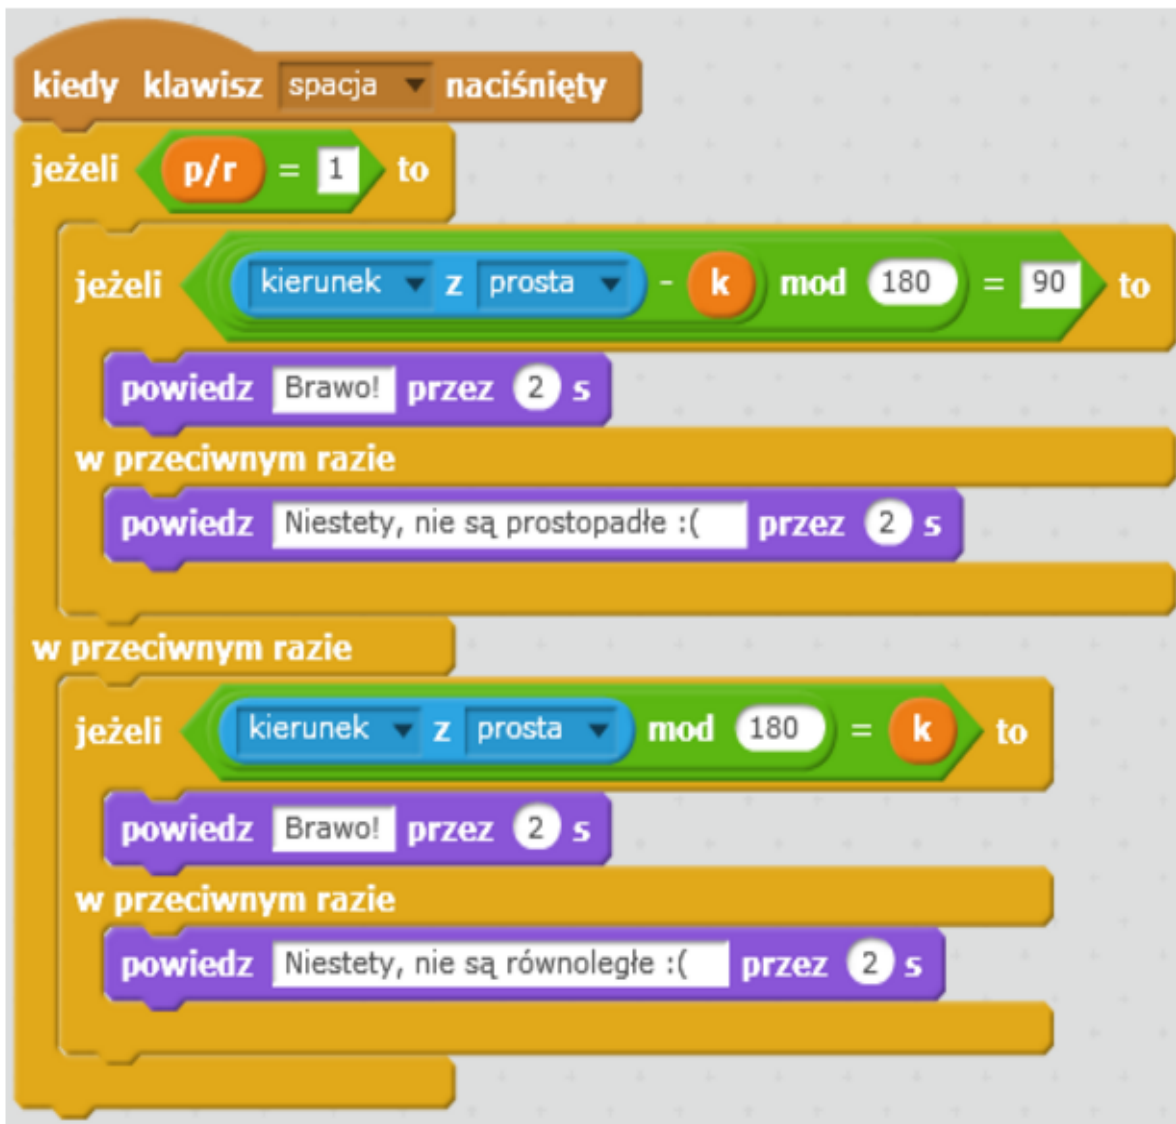 kiedy klawisz spacja naciśnięty
jeżeli p/r = 1 to
jeżeli kierunek z prosta - k mod 180 = 90 to
powiedz Brawo! przez 2 s
w przeciwnym razie
powiedz Niestety, nie są prostopadłe :( przez 2 s
w przeciwnym razie
jeżeli kierunek z prosta mod 180 = k to
powiedz Brawo! przez 2 s
w przeciwnym razie
powiedz Niestety, nie są równoległe :( przez 2 s